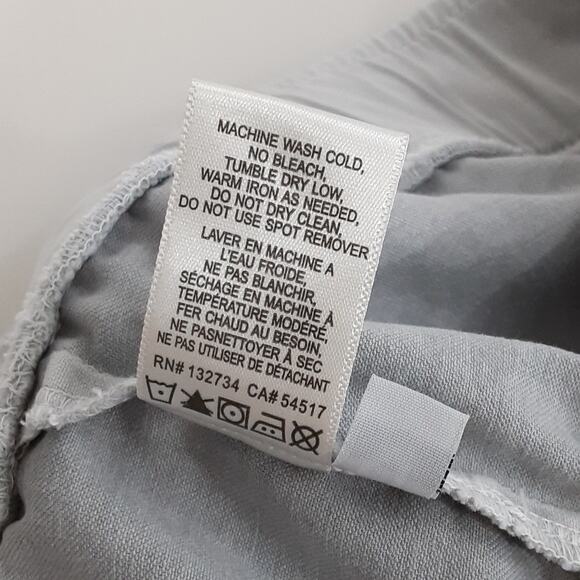 MACHINE WASH COLD,
NO BLEACH,
TUMBLE DRY LOW,
WARM IRON AS NEEDED,
DO NOT DRY CLEAN,
DO NOT USE SPOT REMOVER
LAVER EN MACHINE A
L'EAU FROIDE,
NE PAS BLANCHIR,
SÉCHAGE EN MACHINE À
TEMPÉRATURE MODÉRÉ,
FER CHAUD AU BESOIN,
NE PASNETTOYER À SEC
NE PAS UTILISER DE DÉTACHANT
RN# 132734 CA# 54517